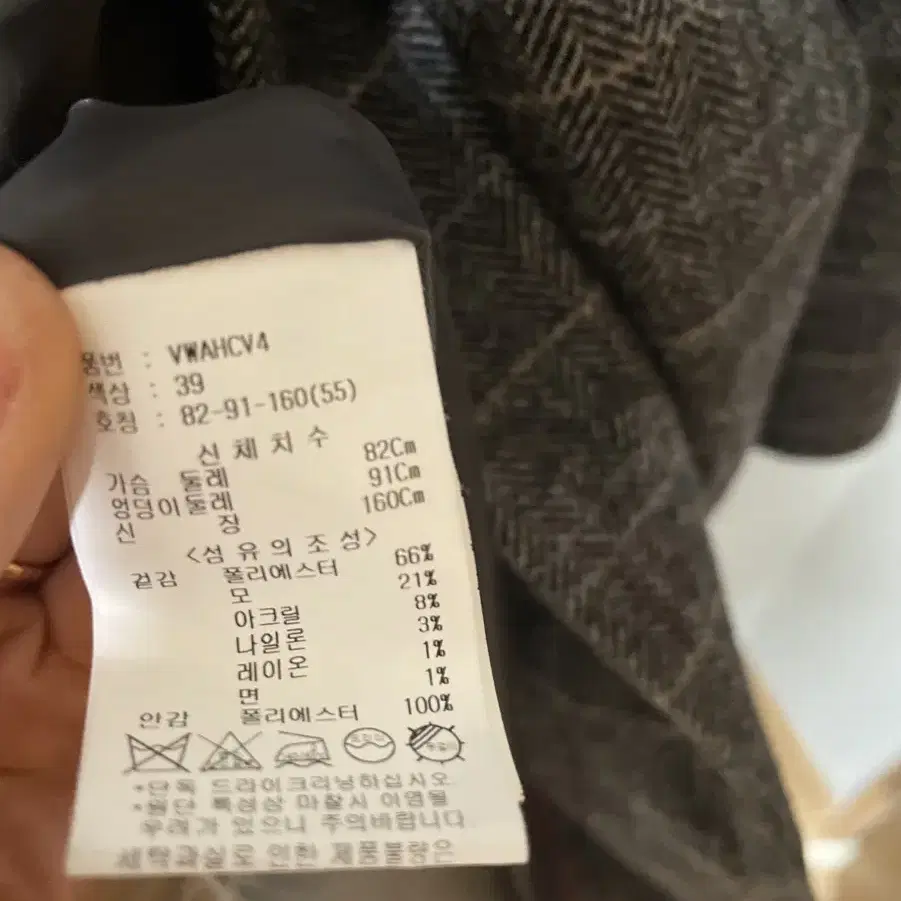 품번 : VWAHCV4
색상 : 39
호칭 : 82-91-160(55)
신 체 치 수
가슴 둘레 82Cm
엉덩이둘레 91Cm
신 장 160Cm
<섬 유 의 조 성>
겉감 폴리에스터 66%
모 21%
아크릴 8%
나일론 3%
레이온 1%
면 1%
안감 폴리에스터 100%
*단독 드라이크리닝하십시오.
*원단 특성상 마찰시 이염될
우려가 있으니 주의바랍니다
세탁과실로 인한 제품불량은